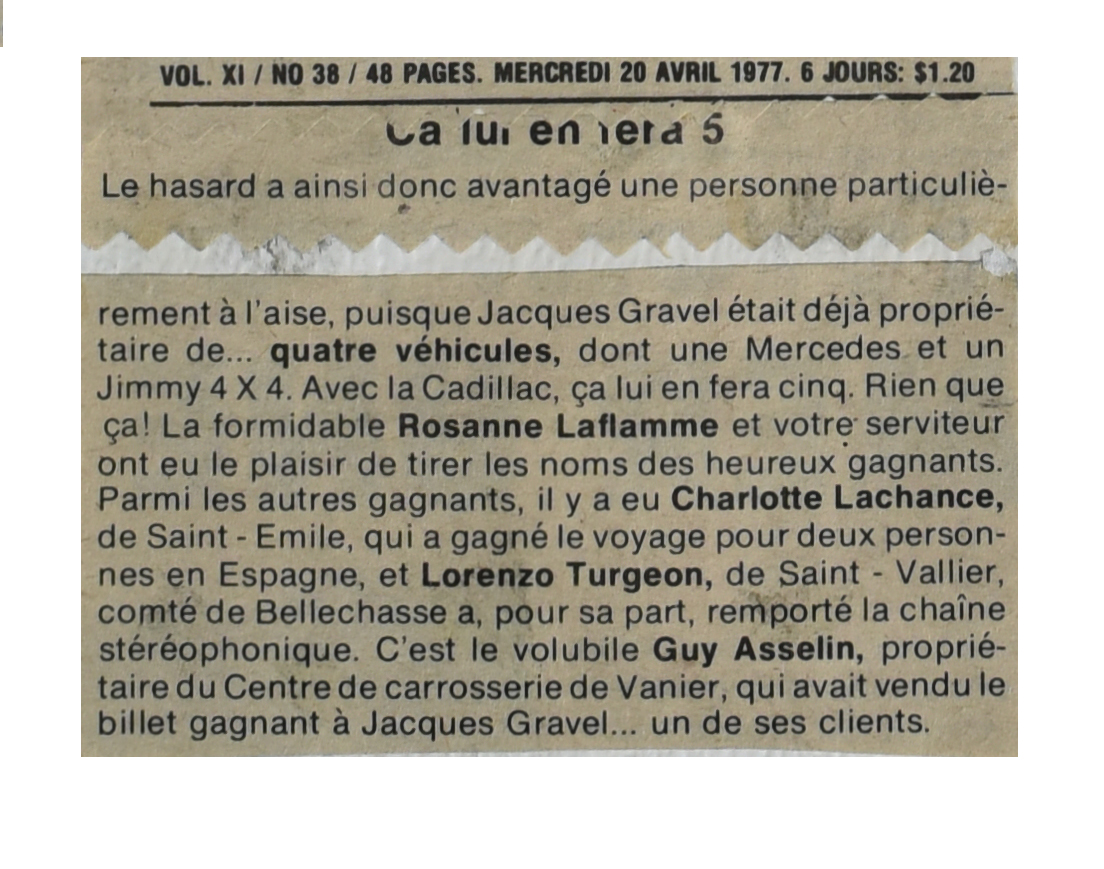 VOL. XI / NO 38 / 48 PAGES. MERCREDI 20 AVRIL 1977. 6 JOURS: $1.20
Ca lui en fera 5
Le hasard a ainsi donc avantagé une personne particuliè-
rement à l'aise, puisque Jacques Gravel était déjà proprié-
taire de... quatre véhicules, dont une Mercedes et un
Jimmy 4 X 4. Avec la Cadillac, ça lui en fera cinq. Rien que
ça! La formidable Rosanne Laflamme et votre serviteur
ont eu le plaisir de tirer les noms des heureux gagnants.
Parmi les autres gagnants, il y a eu Charlotte Lachance,
de Saint - Emile, qui a gagné le voyage pour deux person-
nes en Espagne, et Lorenzo Turgeon, de Saint - Vallier,
comté de Bellechasse a, pour sa part, remporté la chaîne
stéréophonique. C'est le volubile Guy Asselin, proprié-
taire du Centre de carrosserie de Vanier, qui avait vendu le
billet gagnant à Jacques Gravel... un de ses clients.